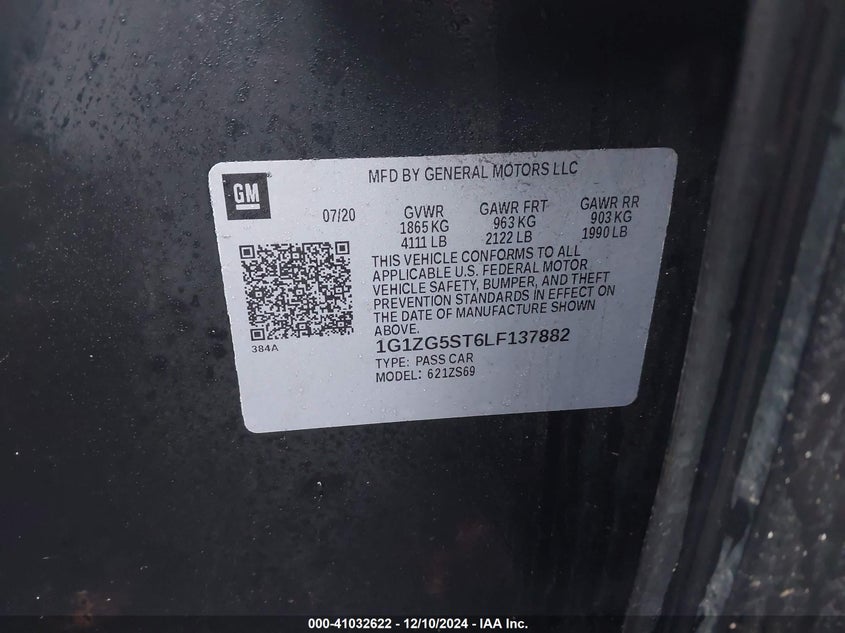 GM
MFD BY GENERAL MOTORS LLC
07/20
GVWR
1865 KG
4111 LB
GAWR FRT
963 KG
2122 LB
GAWR RR
903 KG
1990 LB
THIS VEHICLE CONFORMS TO ALL
APPLICABLE U.S. FEDERAL MOTOR
VEHICLE SAFETY, BUMPER, AND THEFT
PREVENTION STANDARDS IN EFFECT ON
THE DATE OF MANUFACTURE SHOWN
ABOVE.
384A
1G1ZG5ST6LF137882
TYPE: PASS CAR
MODEL: 621ZS69
000-41032622 - 12/10/2024 - IAA Inc.